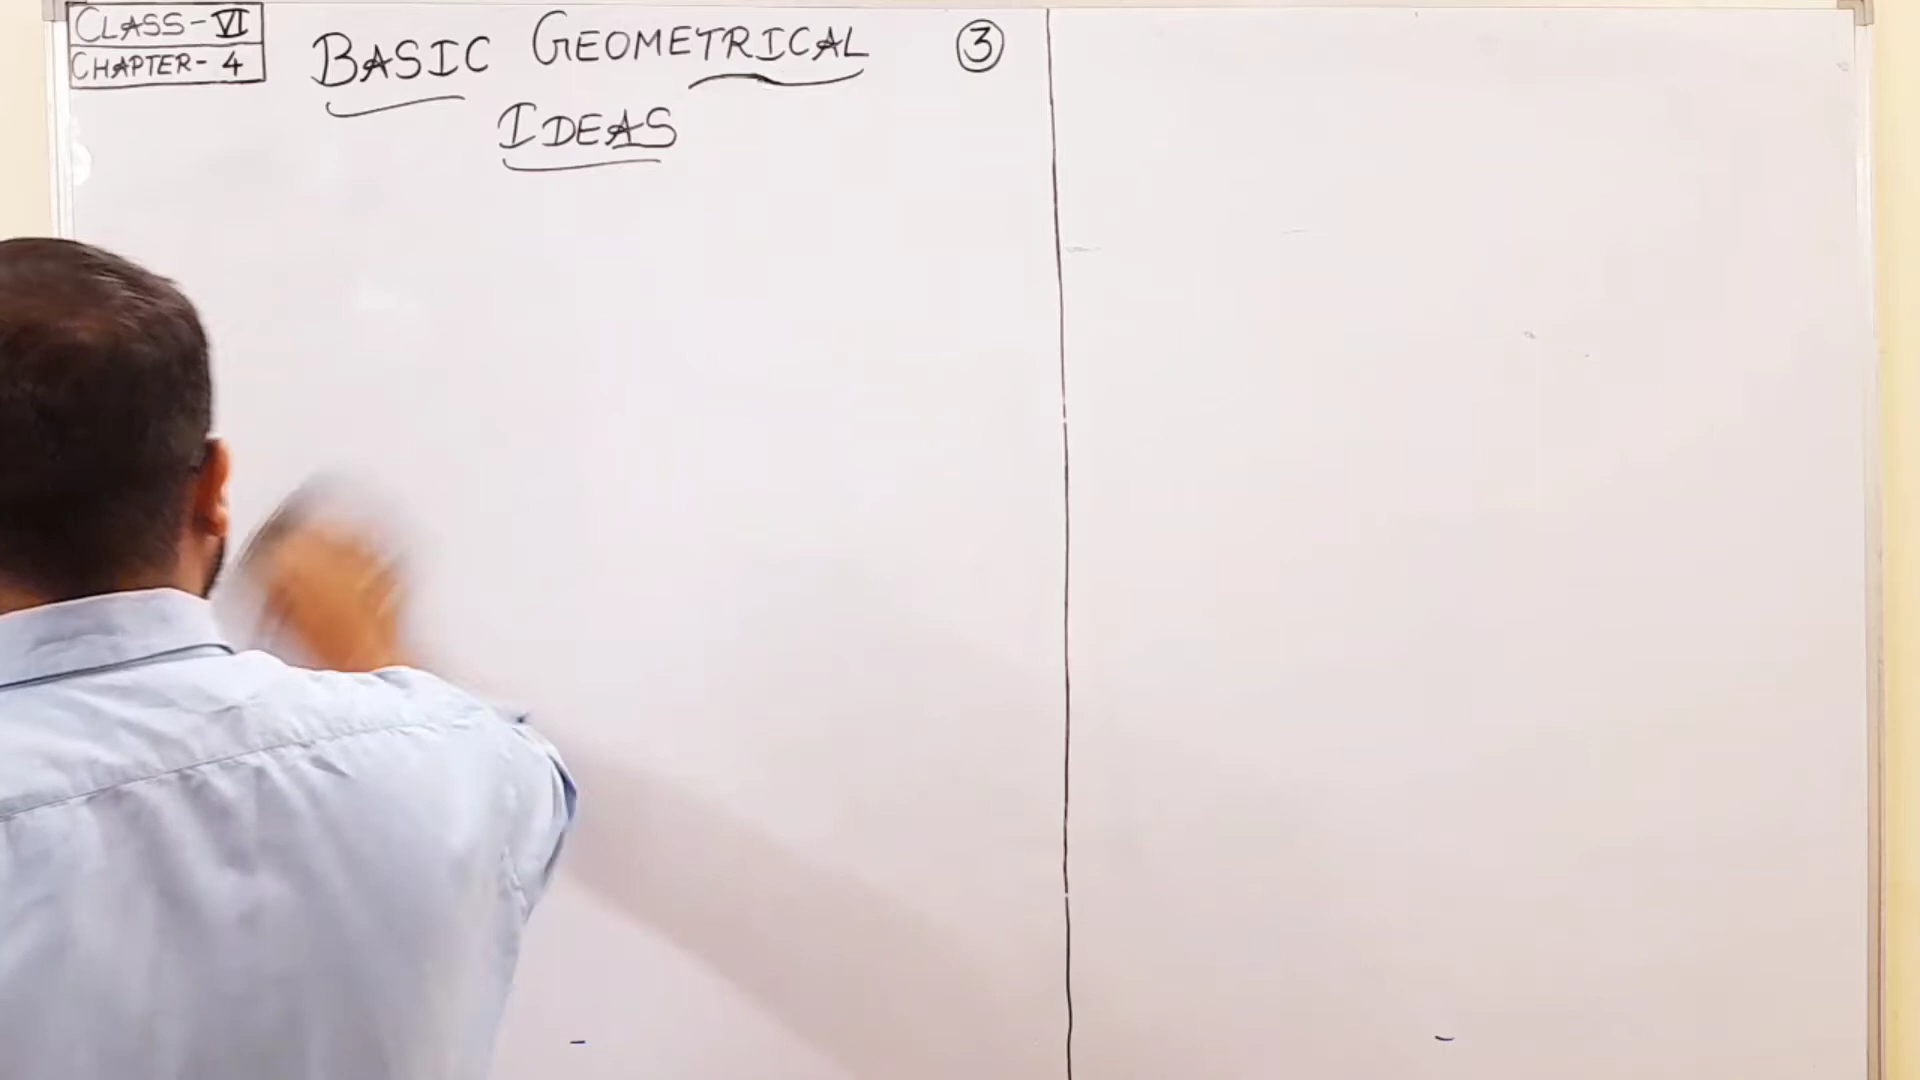 CLASS-VI
CHAPTER-4
BASIC GEOMETRICAL ③
IDEAS